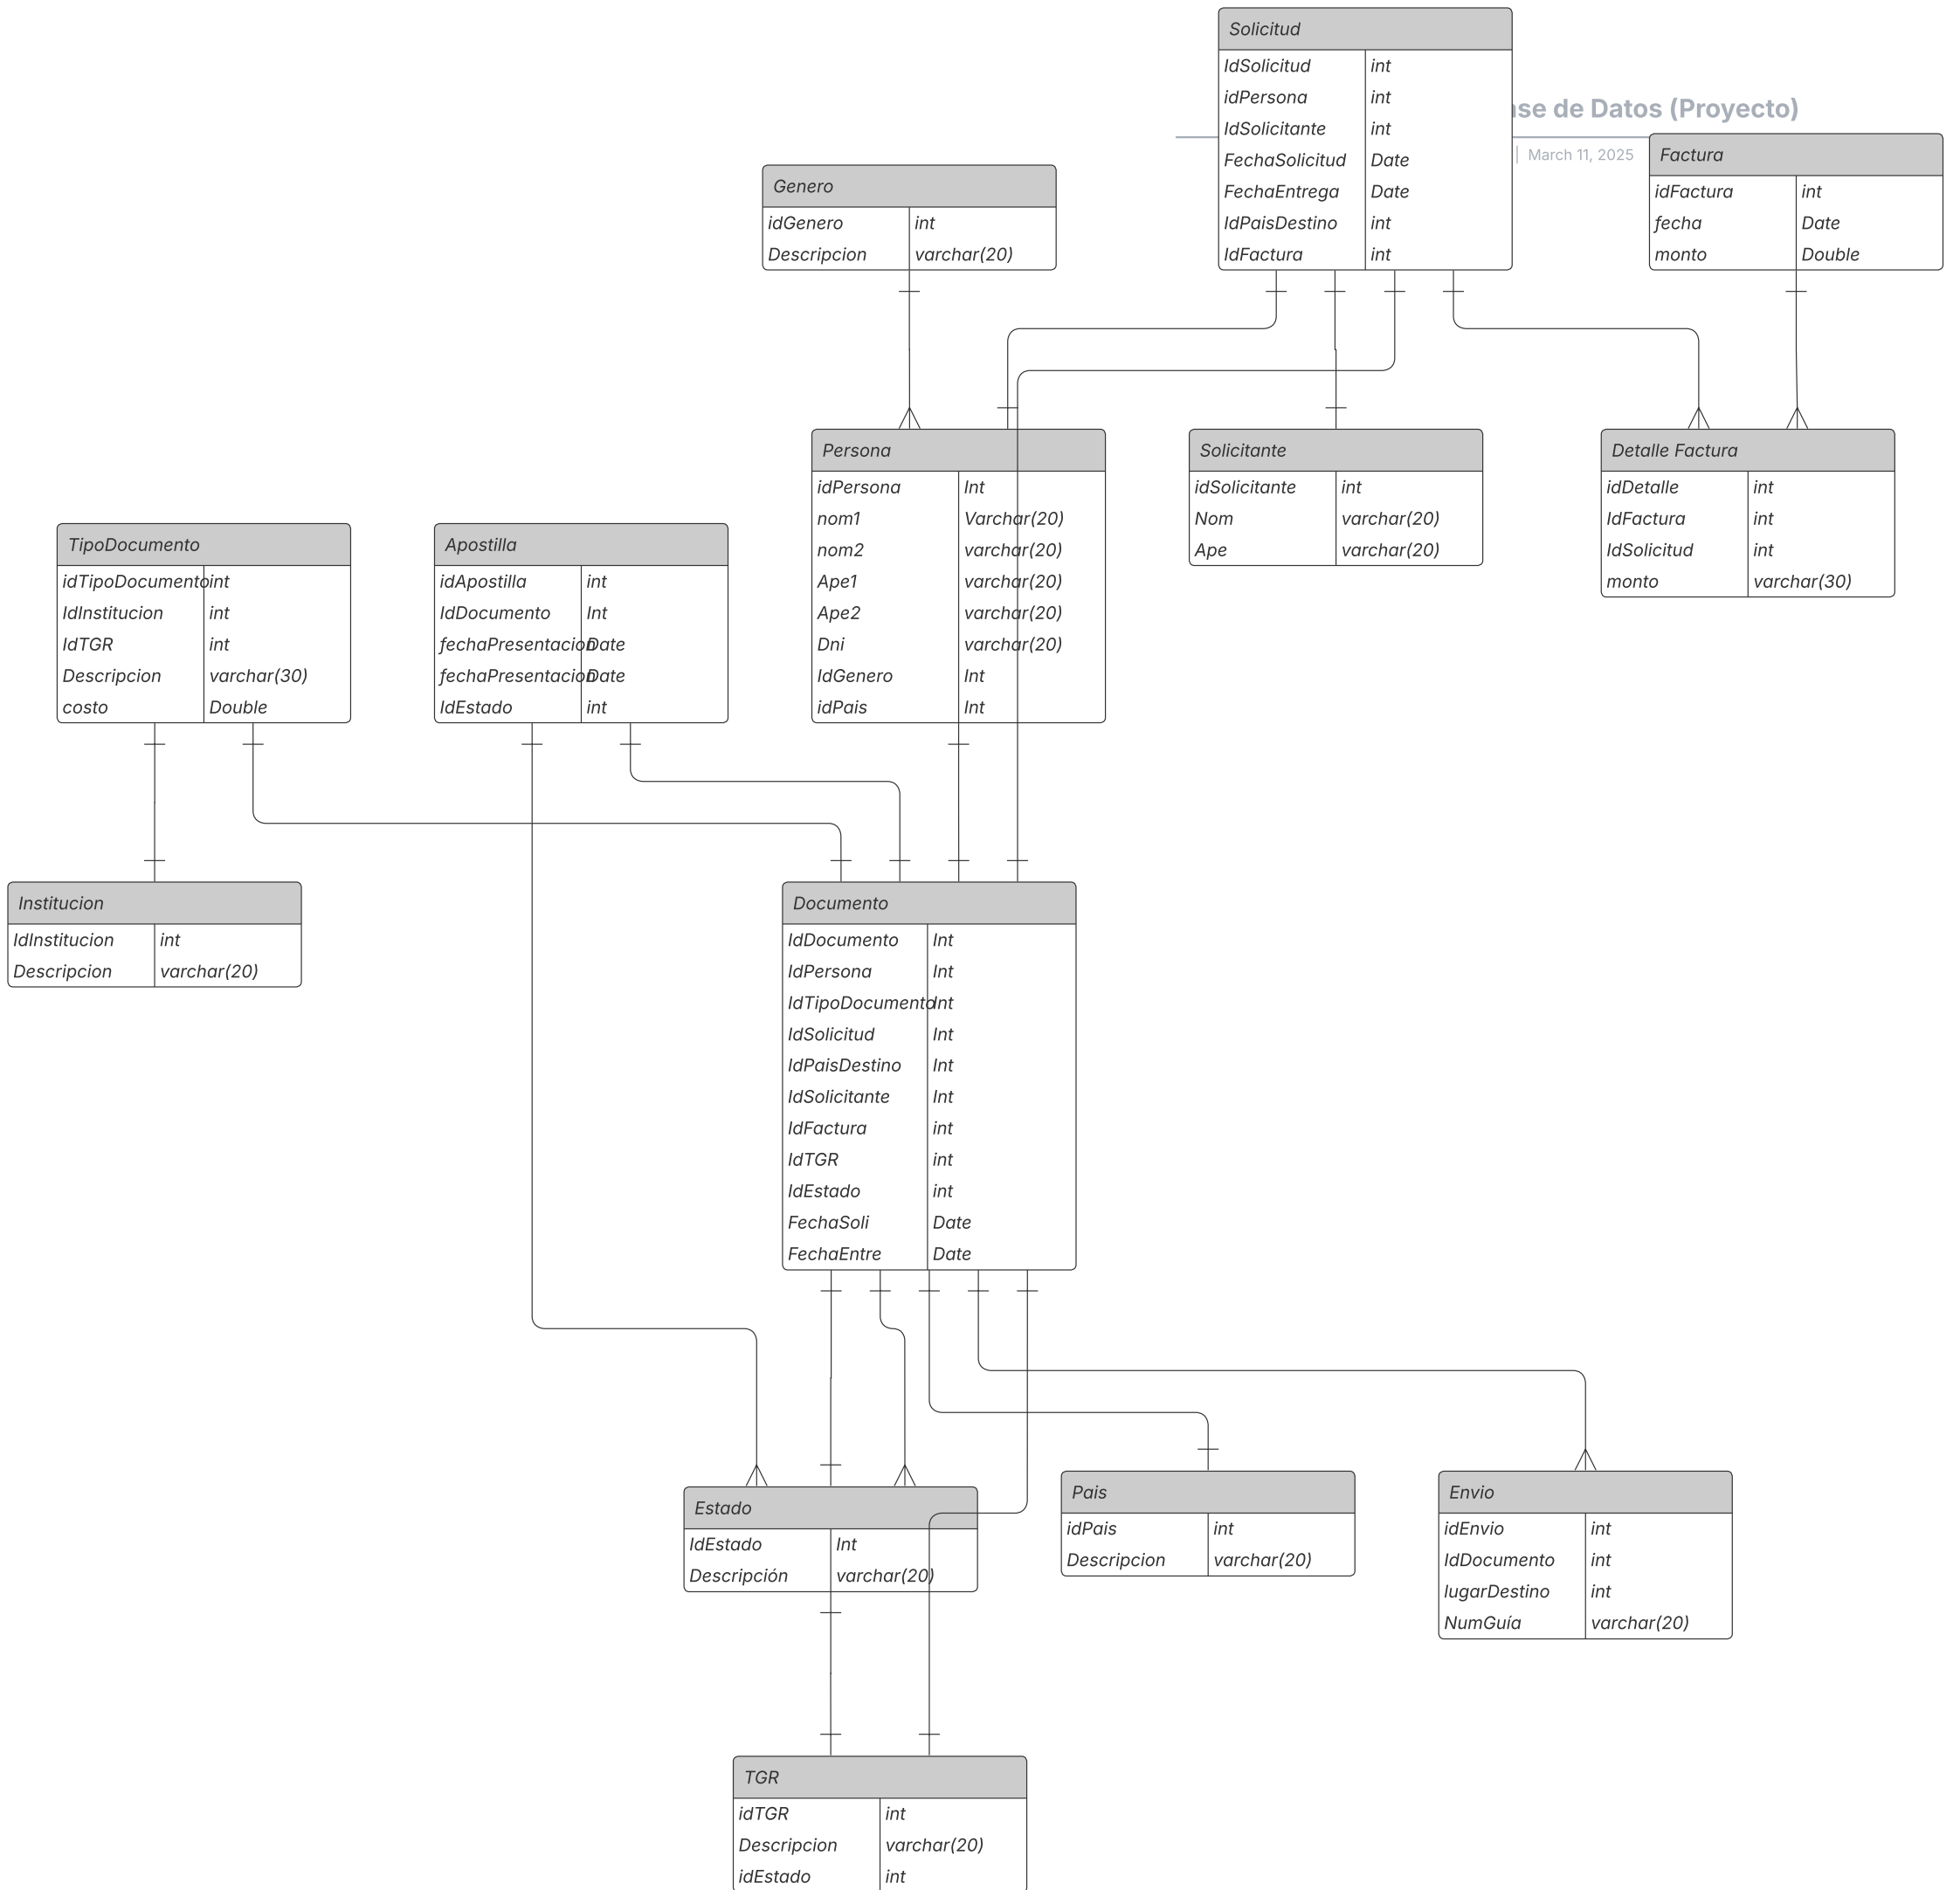 Solicitud
IdSolicitud int
idPersona int
IdSolicitante int
FechaSolicitud Date
FechaEntrega Date
IdPaisDestino int
IdFactura int
de Datos (Proyecto)
March 11, 2025
Factura
idFactura int
fecha Date
monto Double
Genero
idGenero int
Descripcion varchar(20)
Persona
idPersona Int
nom1 Varchar(20)
nom2 varchar(20)
Ape1 varchar(20)
Ape2 varchar(20)
Dni varchar(20)
IdGenero Int
idPais Int
Solicitante
idSolicitante int
Nom varchar(20)
Ape varchar(20)
Detalle Factura
idDetalle int
IdFactura int
IdSolicitud int
monto varchar(30)
TipoDocumento
idTipoDocumento int
IdInstitucion int
IdTGR int
Descripcion varchar(30)
costo Double
Apostilla
idApostilla int
IdDocumento Int
fechaPresentacion Date
fechaPresentacion Date
IdEstado int
Institucion
IdInstitucion int
Descripcion varchar(20)
Documento
IdDocumento Int
IdPersona Int
IdTipoDocumento Int
IdSolicitud Int
IdPaisDestino Int
IdSolicitante Int
IdFactura int
IdTGR int
IdEstado int
FechaSoli Date
FechaEntre Date
Estado
IdEstado Int
Descripción varchar(20)
Pais
idPais int
Descripcion varchar(20)
Envio
idEnvio int
IdDocumento int
lugarDestino int
NumGuía varchar(20)
TGR
idTGR int
Descripcion varchar(20)
idEstado int